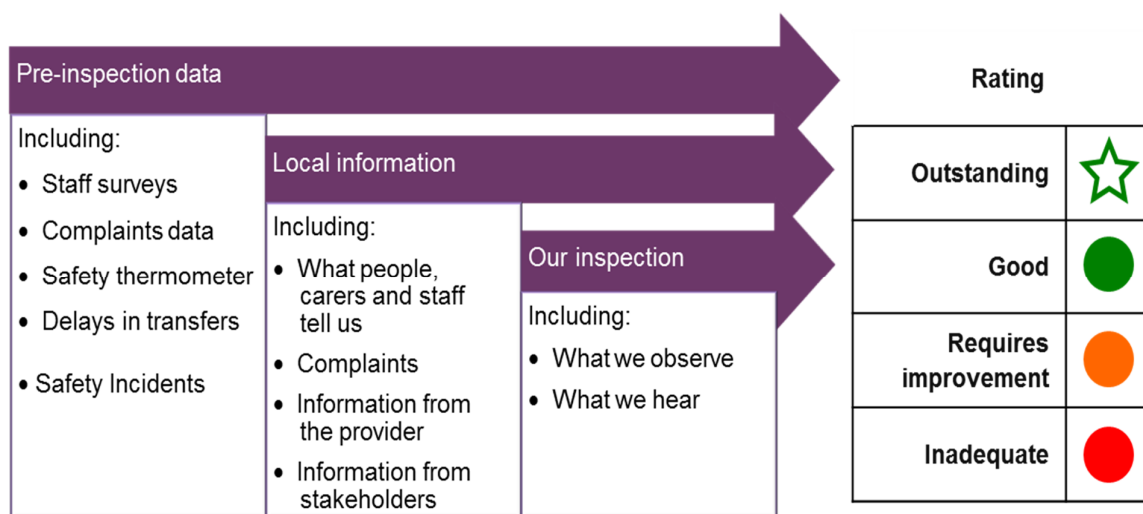 Pre-inspection data
Including:
• Staff surveys
• Complaints data
• Safety thermometer
• Delays in transfers
• Safety Incidents
Local information
Including:
• What people,
carers and staff
tell us
• Complaints
• Information from
the provider
• Information from
stakeholders
Our inspection
Including:
• What we observe
• What we hear
Rating
Outstanding
Good
Requires
improvement
Inadequate